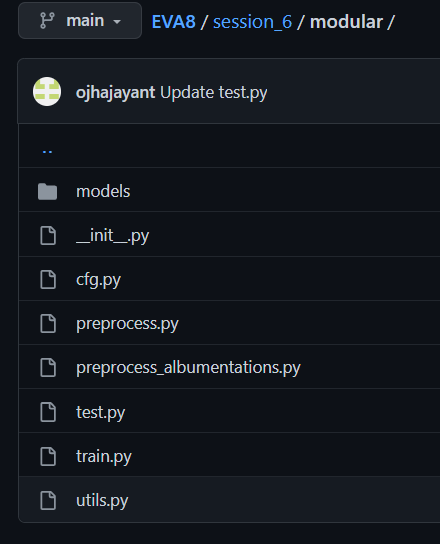 main
EVA8 / session_6 / modular /
ojhajayant Update test.py
..
models
__init__.py
cfg.py
preprocess.py
preprocess_albumentations.py
test.py
train.py
utils.py